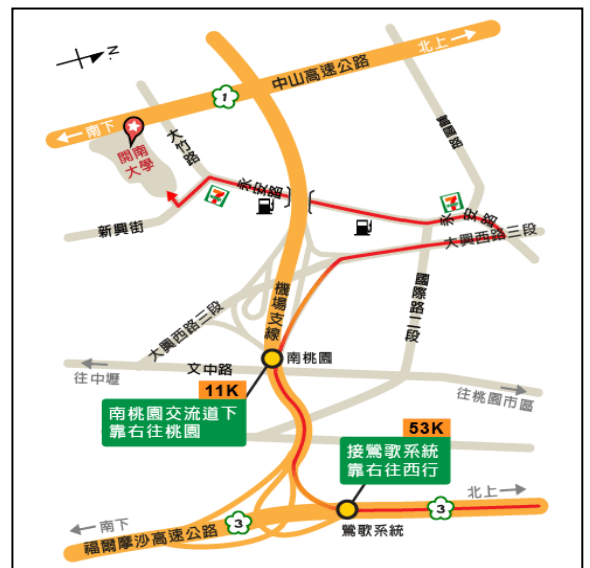 N.
北上
中山高速公路
1
南下
開南
大學
大竹路
富國路
永安路
7
7
永安路
新興街
大興西路三段
機場支線
國際路二段
大興西路三段
南桃園
文中路
往中壢
往桃園市區
11K
南桃園交流道下
靠右往桃園
53K
接鶯歌系統
靠右往西行
北上
3
南下
3
福爾摩沙高速公路
鶯歌系統